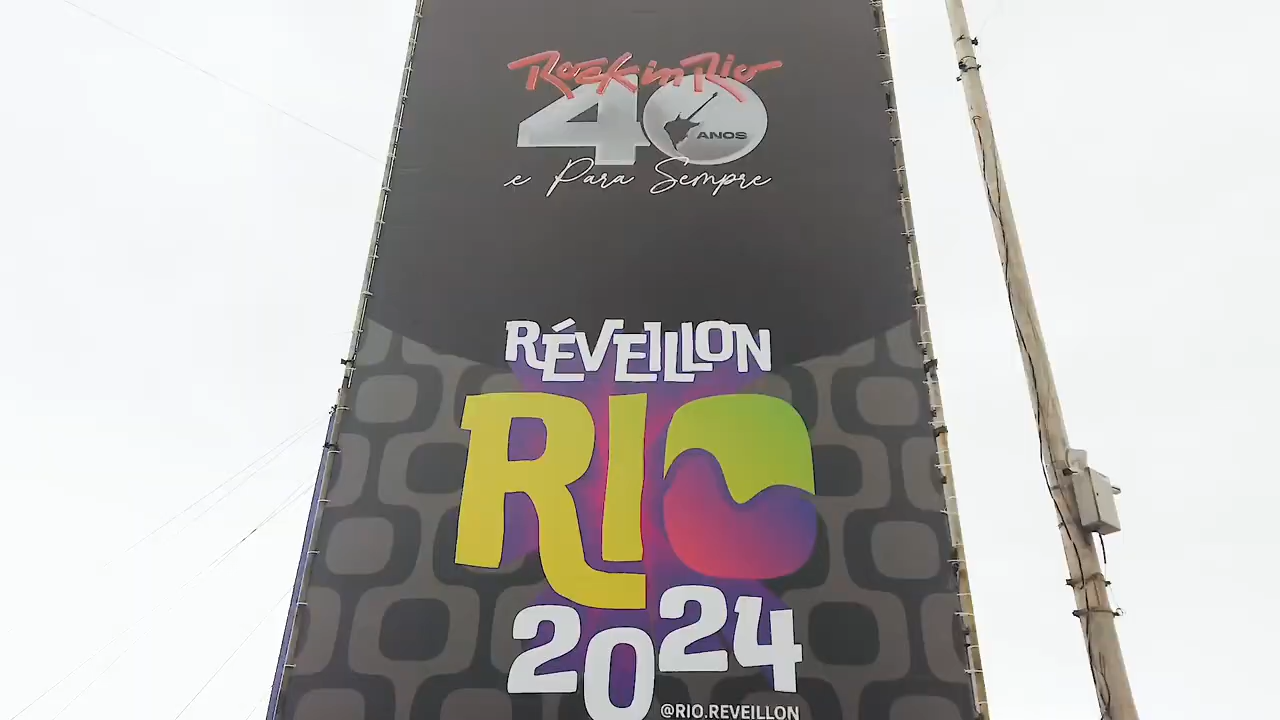 Rock in Rio
40
ANOS
e Para Sempre
RÉVEILLON
RIO
2024
@RIO.REVEILLON